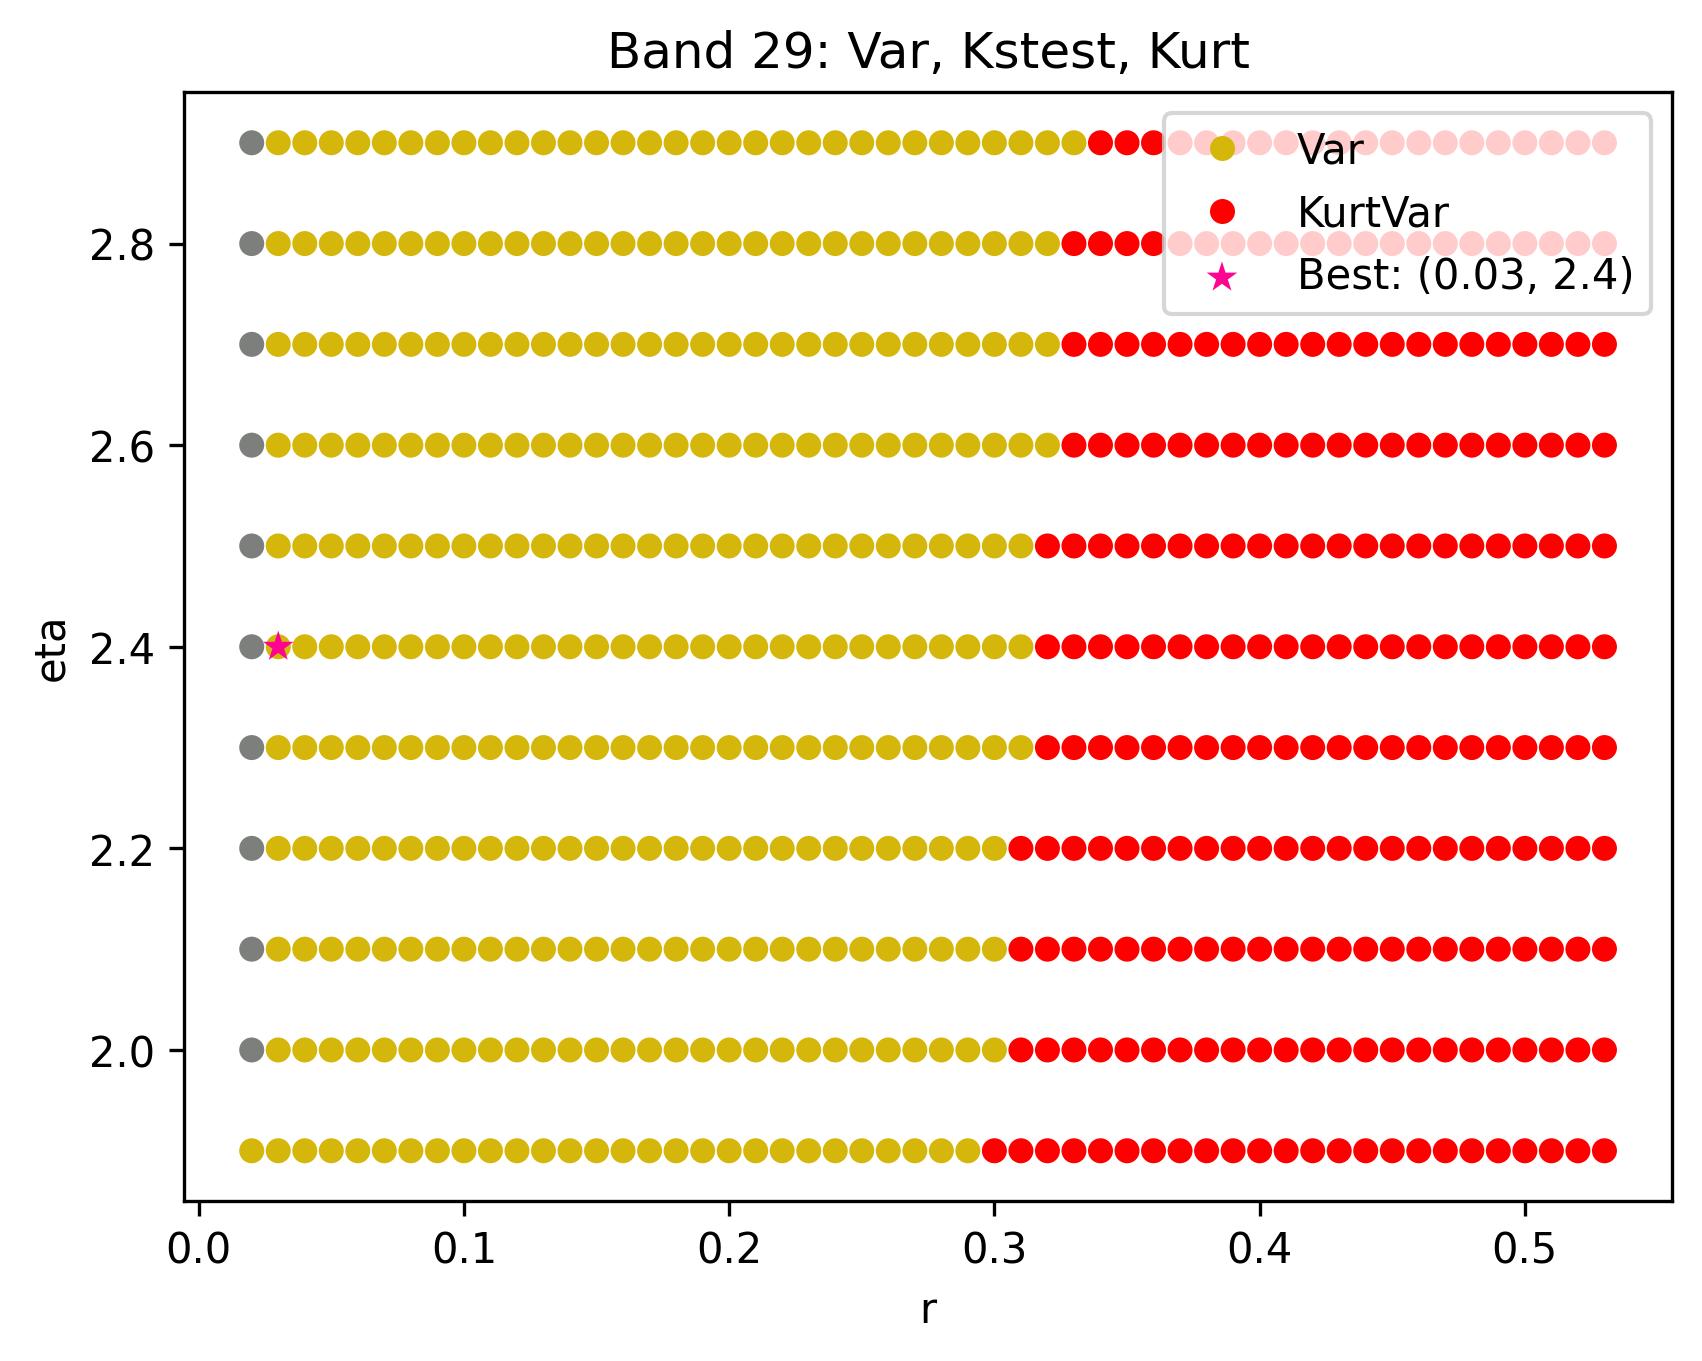 Band 29: Var, Kstest, Kurt
Var
KurtVar
Best: (0.03, 2.4)
2.8
2.6
2.4
2.2
2.0
eta
0.0 0.1 0.2 0.3 0.4 0.5
r